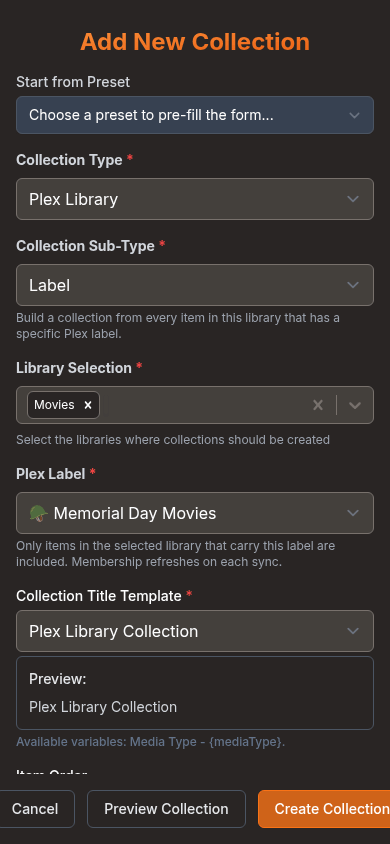 Add New Collection
Start from Preset
Choose a preset to pre-fill the form...
Collection Type *
Plex Library
Collection Sub-Type *
Label
Build a collection from every item in this library that has a
specific Plex label.
Library Selection *
Movies ×
Select the libraries where collections should be created
Plex Label *
🪖 Memorial Day Movies
Only items in the selected library that carry this label are
included. Membership refreshes on each sync.
Collection Title Template *
Plex Library Collection
Preview:
Plex Library Collection
Available variables: Media Type - {mediaType}.
Item Order
Cancel
Preview Collection
Create Collection